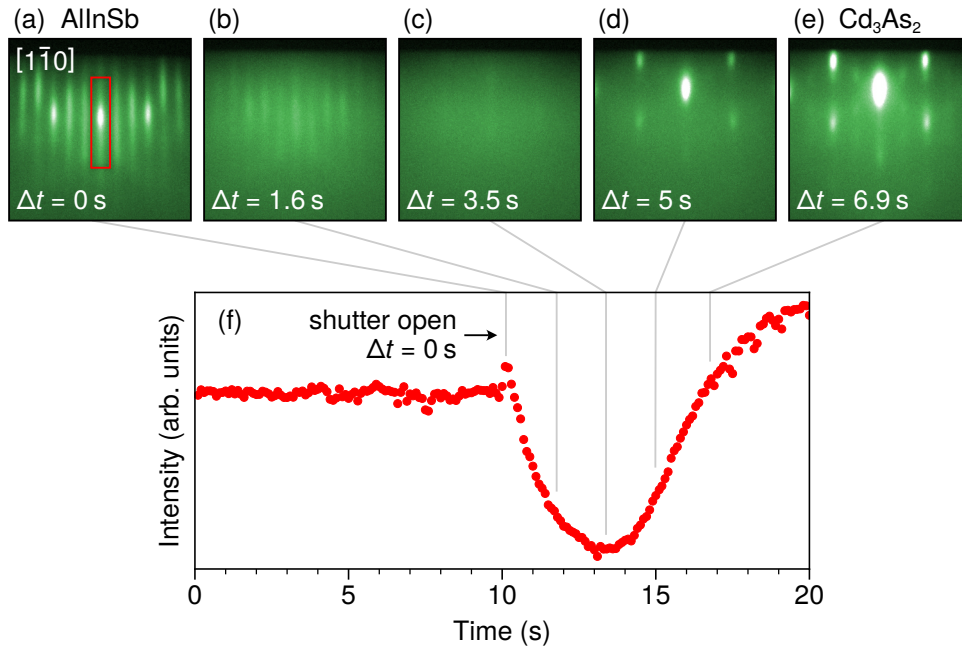 (a) AlInSb
(b)
(c)
(d)
(e) Cd₃As₂
[11̄0]
Δt = 0 s
Δt = 1.6 s
Δt = 3.5 s
Δt = 5 s
Δt = 6.9 s
(f)
shutter open
Δt = 0 s
Intensity (arb. units)
0 5 10 15 20
Time (s)